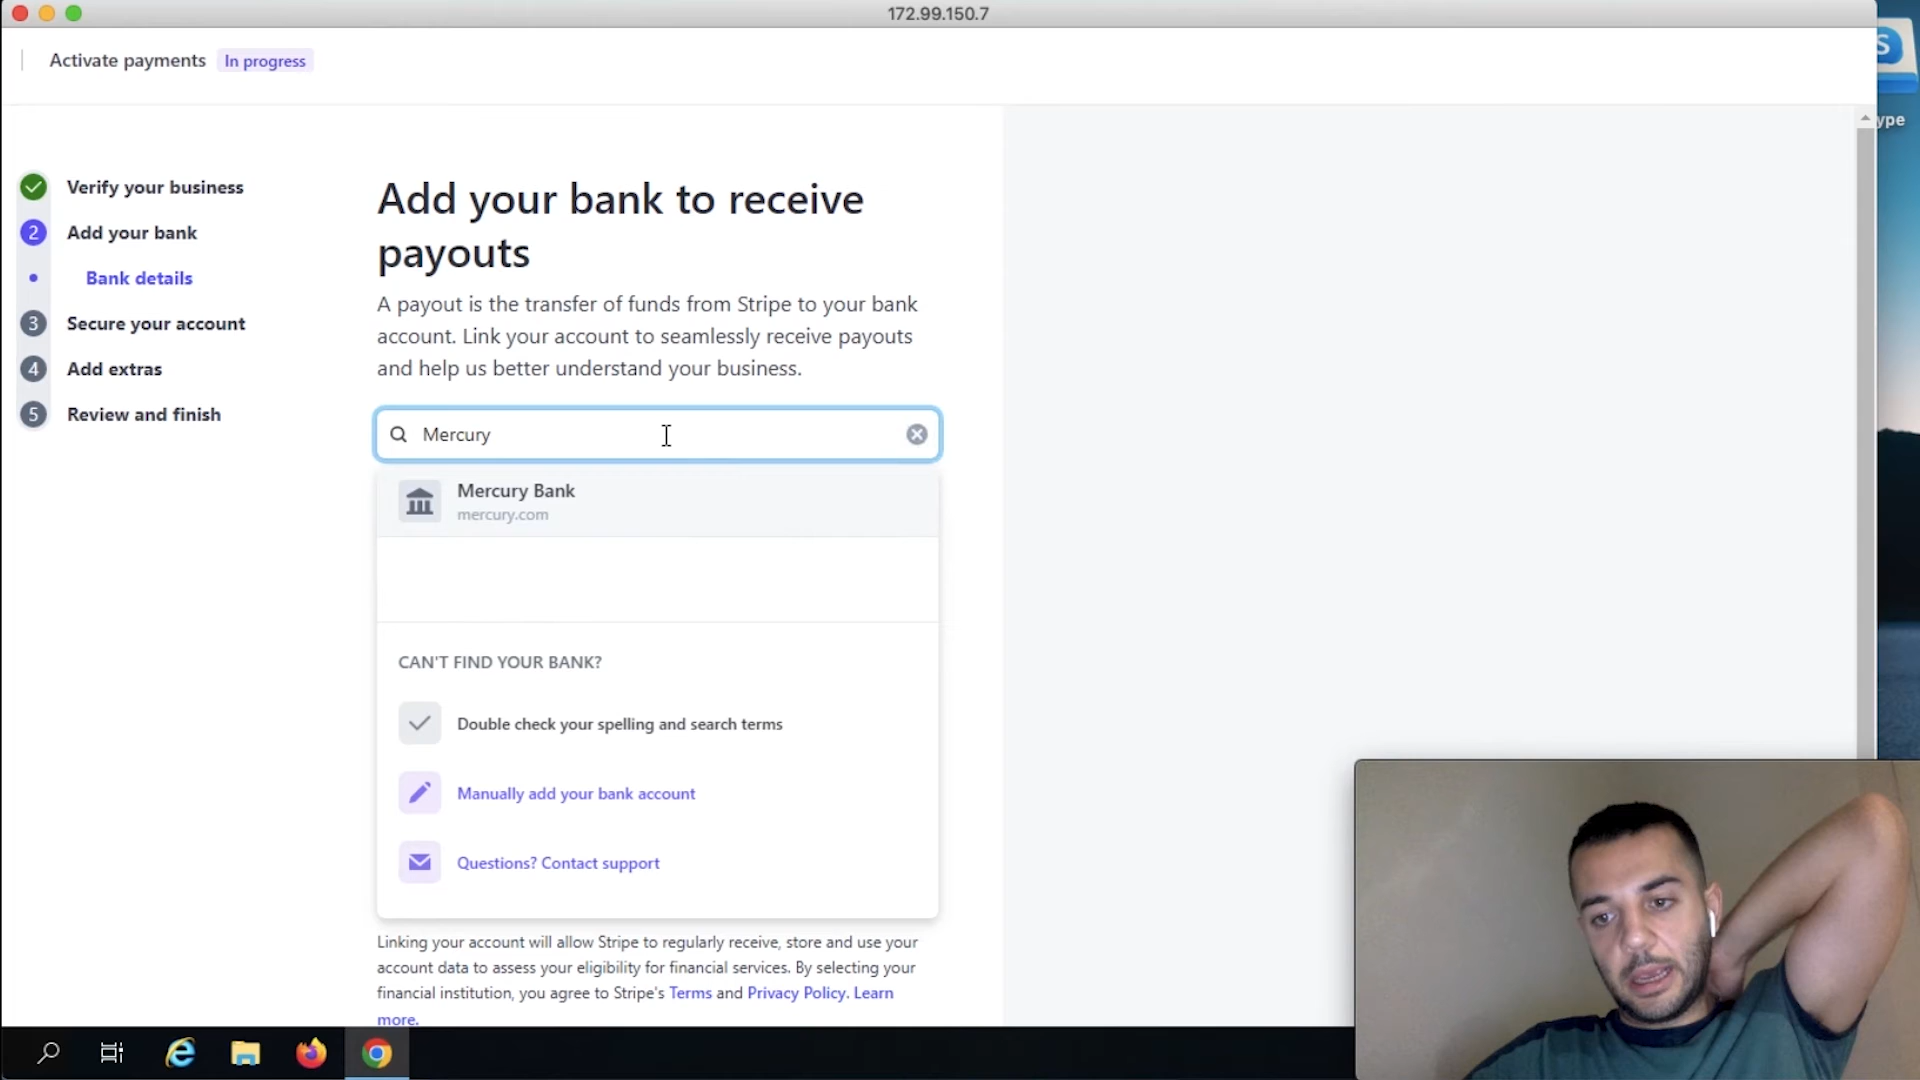 172.99.150.7
Activate payments In progress
Verify your business
2 Add your bank
Bank details
3 Secure your account
4 Add extras
5 Review and finish
Add your bank to receive
payouts
A payout is the transfer of funds from Stripe to your bank
account. Link your account to seamlessly receive payouts
and help us better understand your business.
Mercury
Mercury Bank
mercury.com
CAN'T FIND YOUR BANK?
Double check your spelling and search terms
Manually add your bank account
Questions? Contact support
Linking your account will allow Stripe to regularly receive, store and use your
account data to assess your eligibility for financial services. By selecting your
financial institution, you agree to Stripe's Terms and Privacy Policy. Learn
more.
S
ype